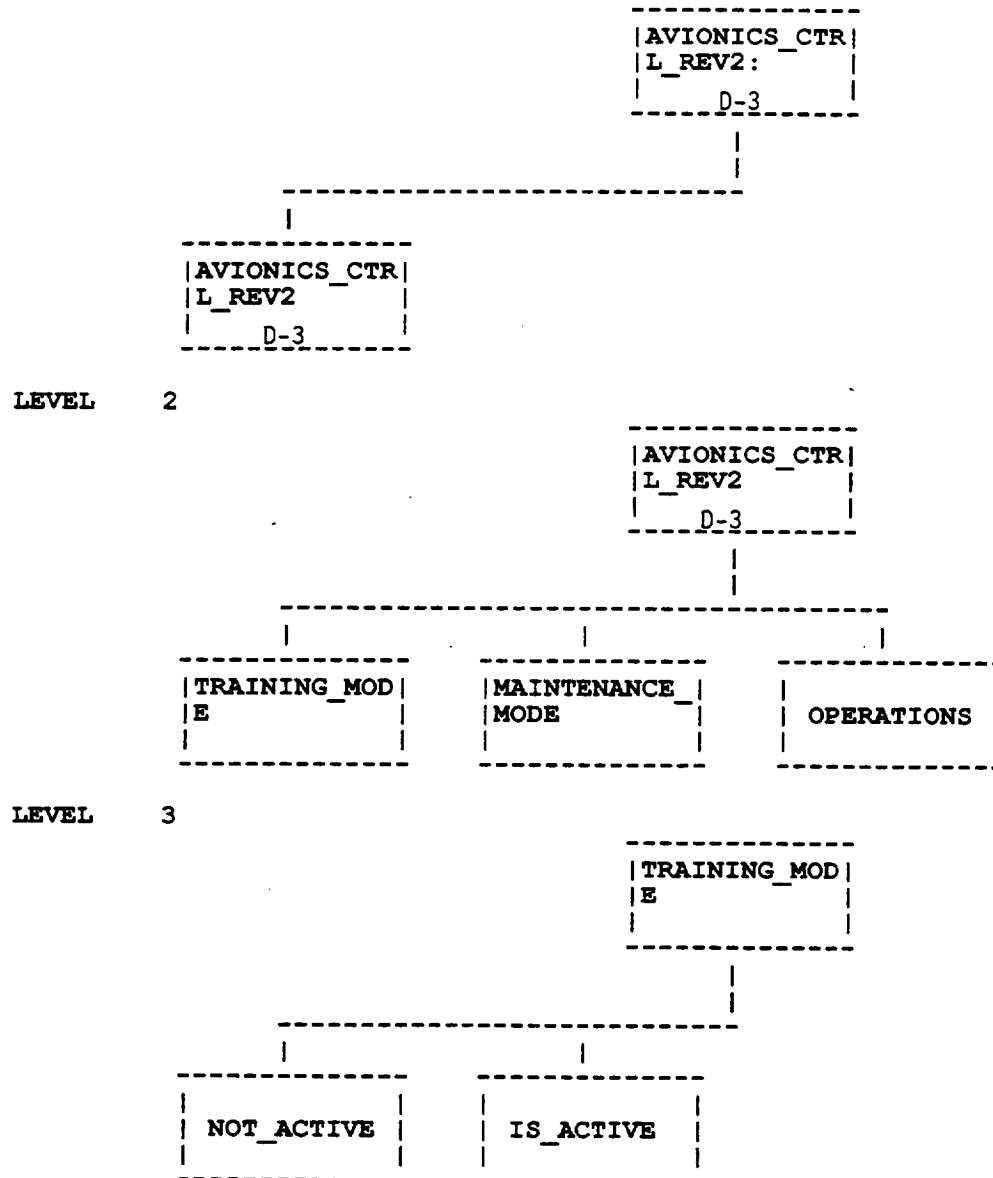 AVIONICS_CTR
L_REV2:
D-3
AVIONICS_CTR
L_REV2
D-3
LEVEL 2
AVIONICS_CTR
L_REV2
D-3
TRAINING_MOD
E
MAINTENANCE_
MODE
OPERATIONS
LEVEL 3
TRAINING_MOD
E
NOT_ACTIVE
IS_ACTIVE